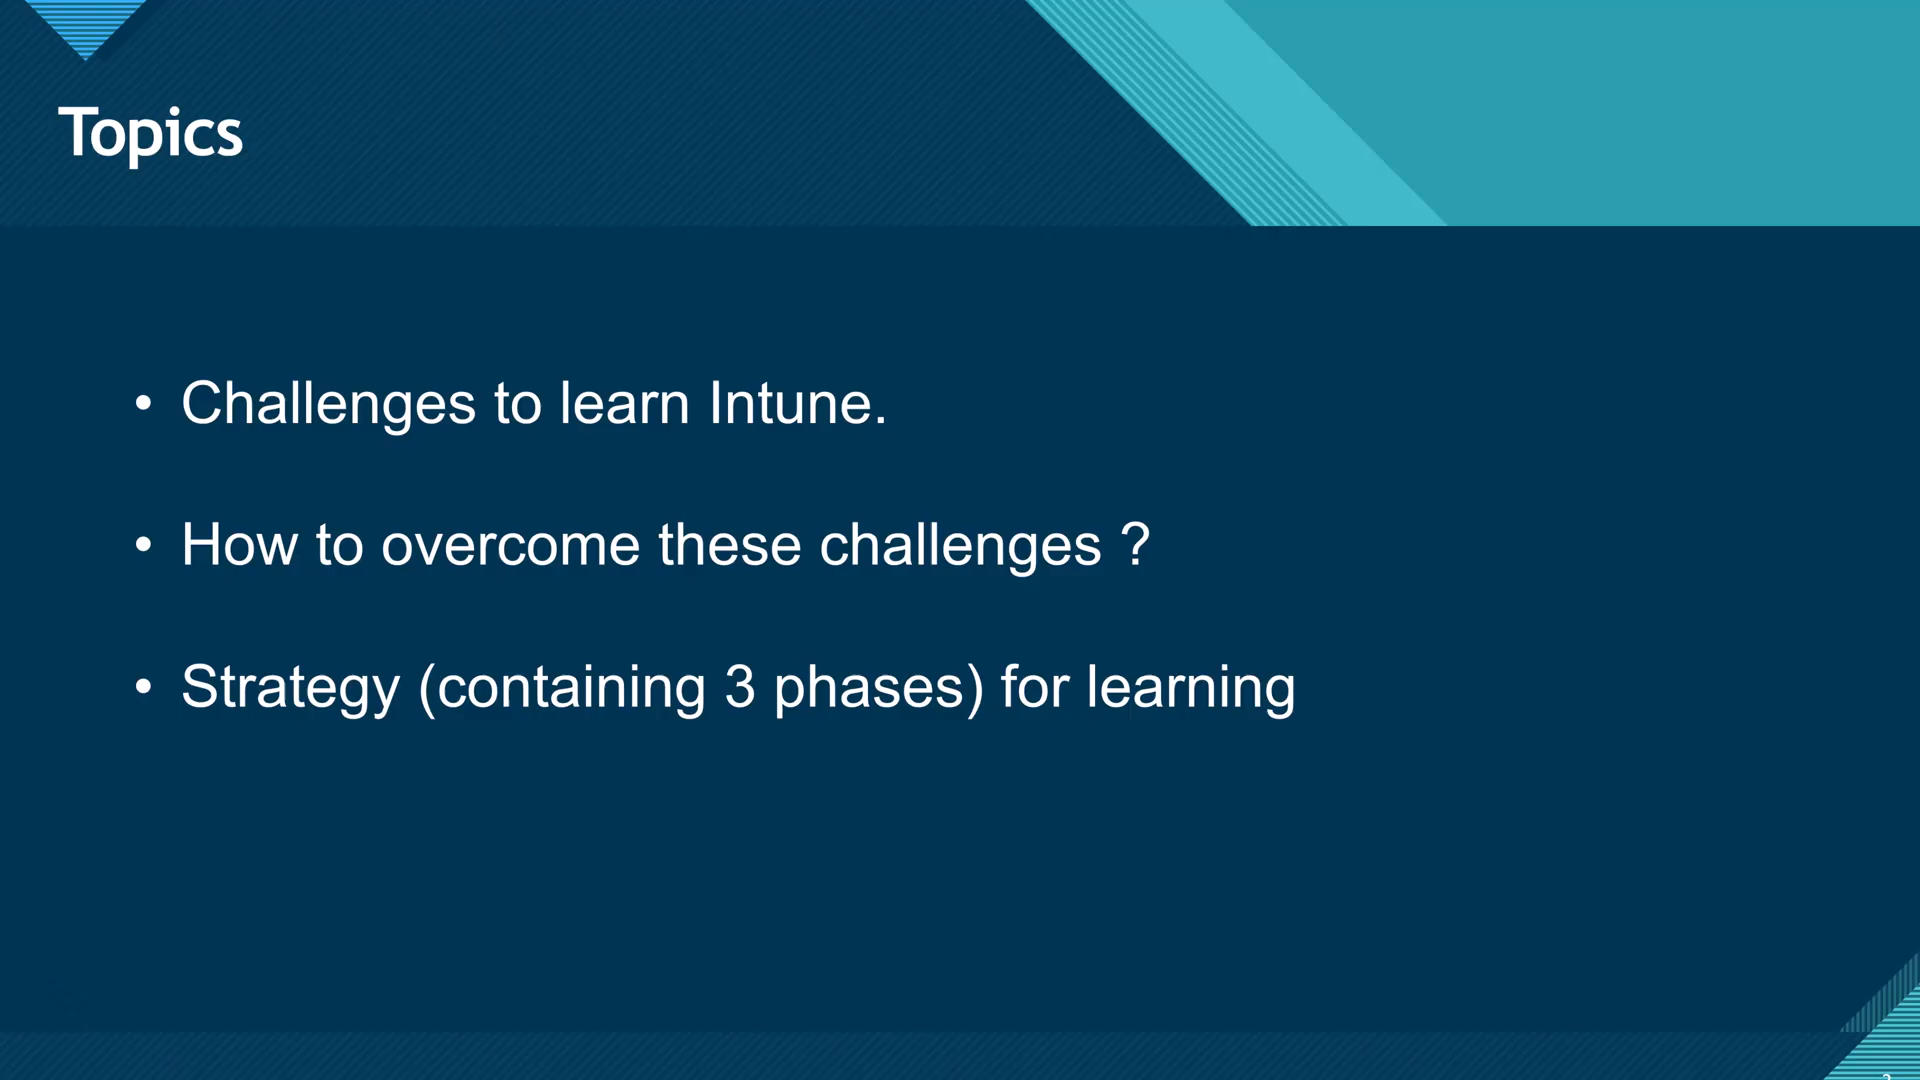 Topics
• Challenges to learn Intune.
• How to overcome these challenges ?
• Strategy (containing 3 phases) for learning